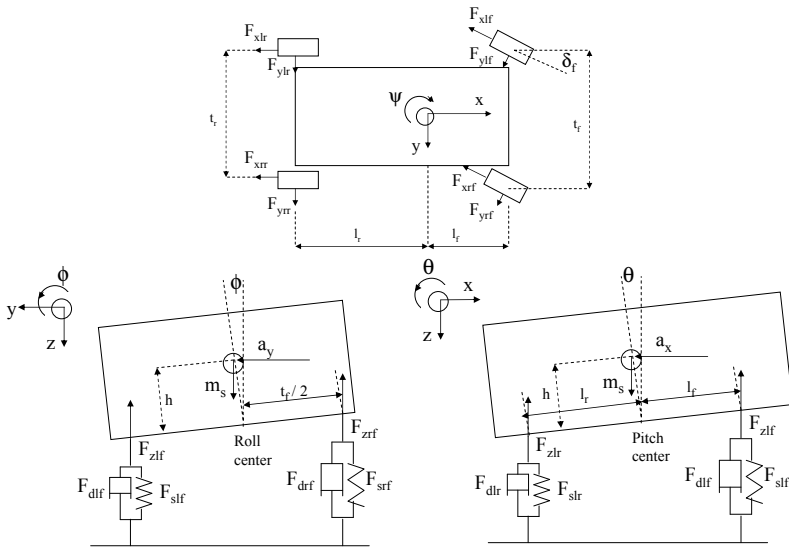 F_xlf
F_xlr
F_ylr
F_ylf
δ_f
ψ
x
t_r
t_f
y
F_xrr
F_xrf
F_yrr
F_yrf
l_r
l_f
ϕ
ϕ
θ
θ
y
x
z
z
a_y
a_x
m_s
m_s
h
t_f / 2
h
l_r
l_f
F_zlf
Roll
center
F_zrf
F_zlr
Pitch
center
F_zlf
F_dlf
F_slf
F_drf
F_srf
F_dlr
F_slr
F_dlf
F_slf